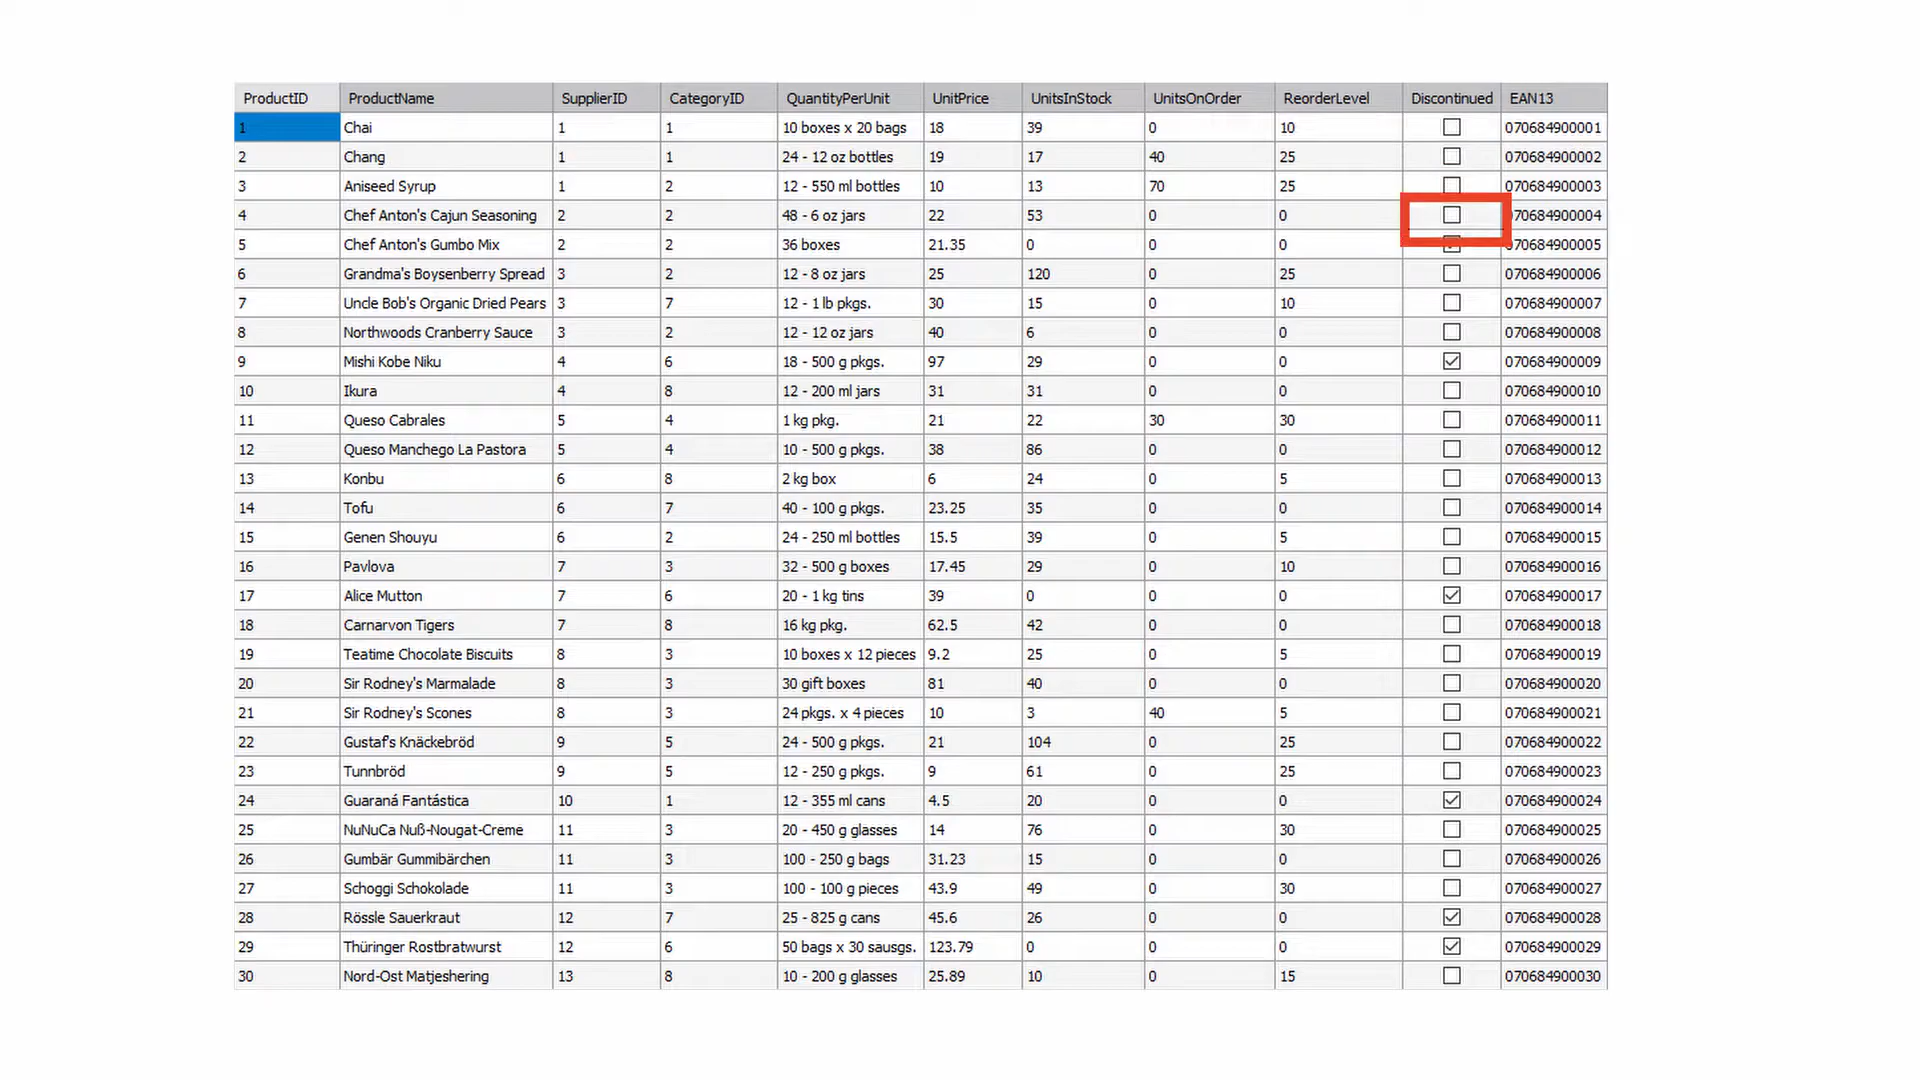 ProductID ProductName SupplierID CategoryID QuantityPerUnit UnitPrice UnitsInStock UnitsOnOrder ReorderLevel Discontinued EAN13
1 Chai 1 1 10 boxes x 20 bags 18 39 0 10 070684900001
2 Chang 1 1 24 - 12 oz bottles 19 17 40 25 070684900002
3 Aniseed Syrup 1 2 12 - 550 ml bottles 10 13 70 25 070684900003
4 Chef Anton's Cajun Seasoning 2 2 48 - 6 oz jars 22 53 0 0 070684900004
5 Chef Anton's Gumbo Mix 2 2 36 boxes 21.35 0 0 0 070684900005
6 Grandma's Boysenberry Spread 3 2 12 - 8 oz jars 25 120 0 25 070684900006
7 Uncle Bob's Organic Dried Pears 3 7 12 - 1 lb pkgs. 30 15 0 10 070684900007
8 Northwoods Cranberry Sauce 3 2 12 - 12 oz jars 40 6 0 0 070684900008
9 Mishi Kobe Niku 4 6 18 - 500 g pkgs. 97 29 0 0 070684900009
10 Ikura 4 8 12 - 200 ml jars 31 31 0 0 070684900010
11 Queso Cabrales 5 4 1 kg pkg. 21 22 30 30 070684900011
12 Queso Manchego La Pastora 5 4 10 - 500 g pkgs. 38 86 0 0 070684900012
13 Konbu 6 8 2 kg box 6 24 0 5 070684900013
14 Tofu 6 7 40 - 100 g pkgs. 23.25 35 0 0 070684900014
15 Genen Shouyu 6 2 24 - 250 ml bottles 15.5 39 0 5 070684900015
16 Pavlova 7 3 32 - 500 g boxes 17.45 29 0 10 070684900016
17 Alice Mutton 7 6 20 - 1 kg tins 39 0 0 0 070684900017
18 Carnarvon Tigers 7 8 16 kg pkg. 62.5 42 0 0 070684900018
19 Teatime Chocolate Biscuits 8 3 10 boxes x 12 pieces 9.2 25 0 5 070684900019
20 Sir Rodney's Marmalade 8 3 30 gift boxes 81 40 0 0 070684900020
21 Sir Rodney's Scones 8 3 24 pkgs. x 4 pieces 10 3 40 5 070684900021
22 Gustaf's Knäckebröd 9 5 24 - 500 g pkgs. 21 104 0 25 070684900022
23 Tunnbröd 9 5 12 - 250 g pkgs. 9 61 0 25 070684900023
24 Guaraná Fantástica 10 1 12 - 355 ml cans 4.5 20 0 0 070684900024
25 NuNuCa Nuß-Nougat-Creme 11 3 20 - 450 g glasses 14 76 0 30 070684900025
26 Gumbär Gummibärchen 11 3 100 - 250 g bags 31.23 15 0 0 070684900026
27 Schoggi Schokolade 11 3 100 - 100 g pieces 43.9 49 0 30 070684900027
28 Rössle Sauerkraut 12 7 25 - 825 g cans 45.6 26 0 0 070684900028
29 Thüringer Rostbratwurst 12 6 50 bags x 30 sausgs. 123.79 0 0 0 070684900029
30 Nord-Ost Matjeshering 13 8 10 - 200 g glasses 25.89 10 0 15 070684900030